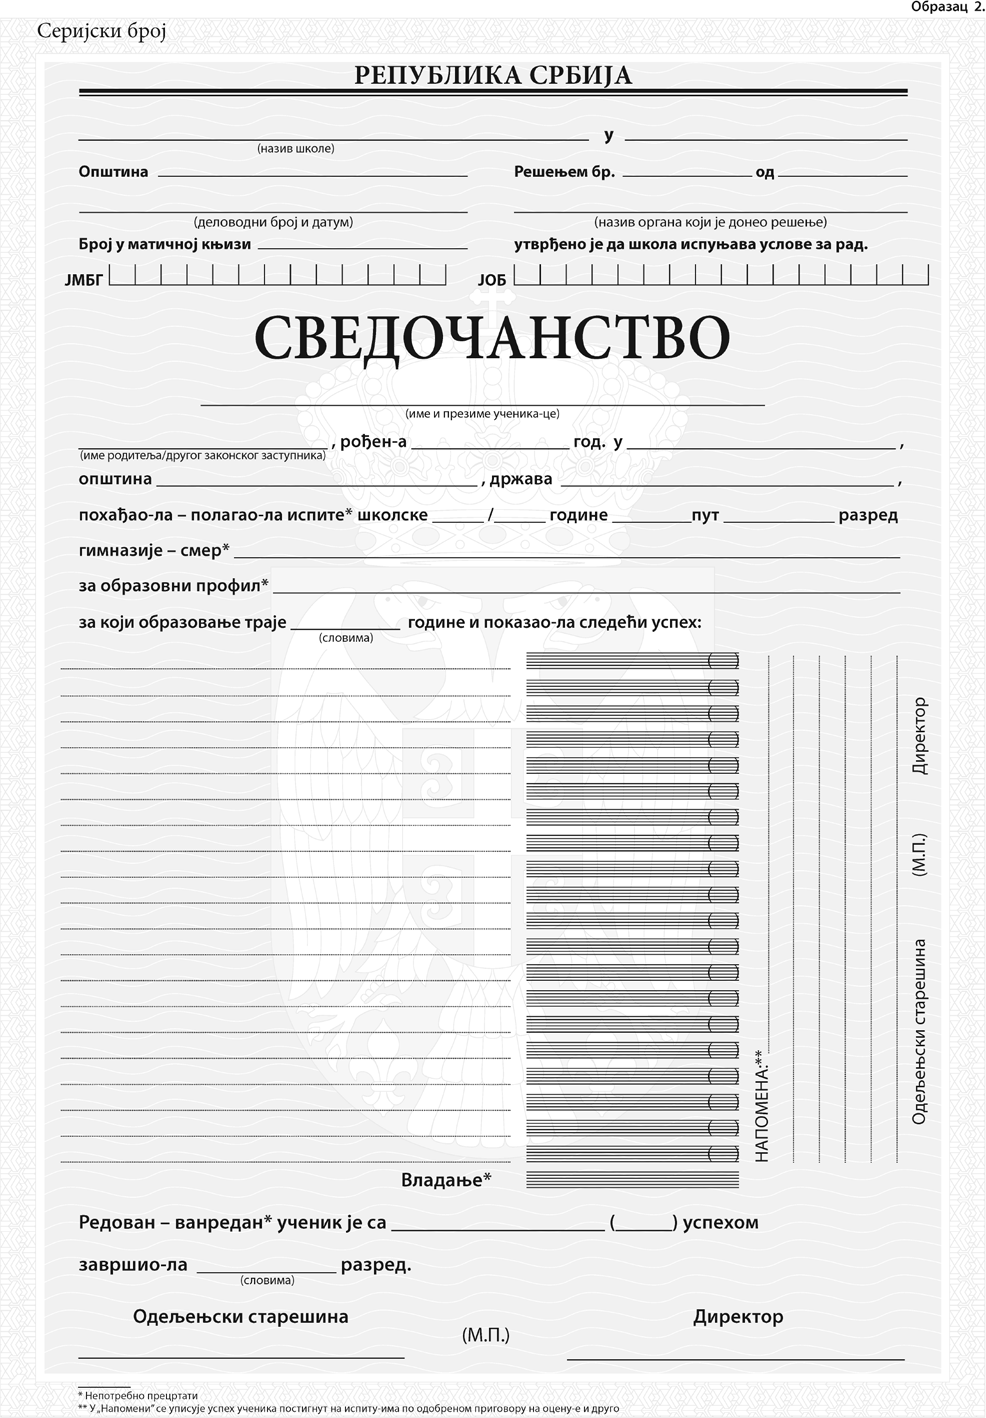 Образац 2.
Серијски број
РЕПУБЛИКА СРБИЈА
у
(назив школе)
Општина Решењем бр. од
(деловодни број и датум) (назив органа који је донео решење)
Број у матичној књизи утврђено је да школа испуњава услове за рад.
ЈМБГ ЈОБ
СВЕДОЧАНСТВО
(име и презиме ученика-це)
, рођен-а год. у ,
(име родитеља/другог законског заступника)
општина , држава ,
похађао-ла – полагао-ла испите* школске / године пут разред
гимназије – смер*
за образовни профил*
за који образовање траје године и показао-ла следећи успех:
(словима)
НАПОМЕНА:**
Одељењски старешина (М.П.) Директор
Владање*
Редован – ванредан* ученик је са ( ) успехом
завршио-ла разред.
(словима)
Одељењски старешина Директор
(М.П.)
* Непотребно прецртати
** У „Напомени” се уписује успех ученика постигнут на испиту-има по одобреном приговору на оцену-е и друго